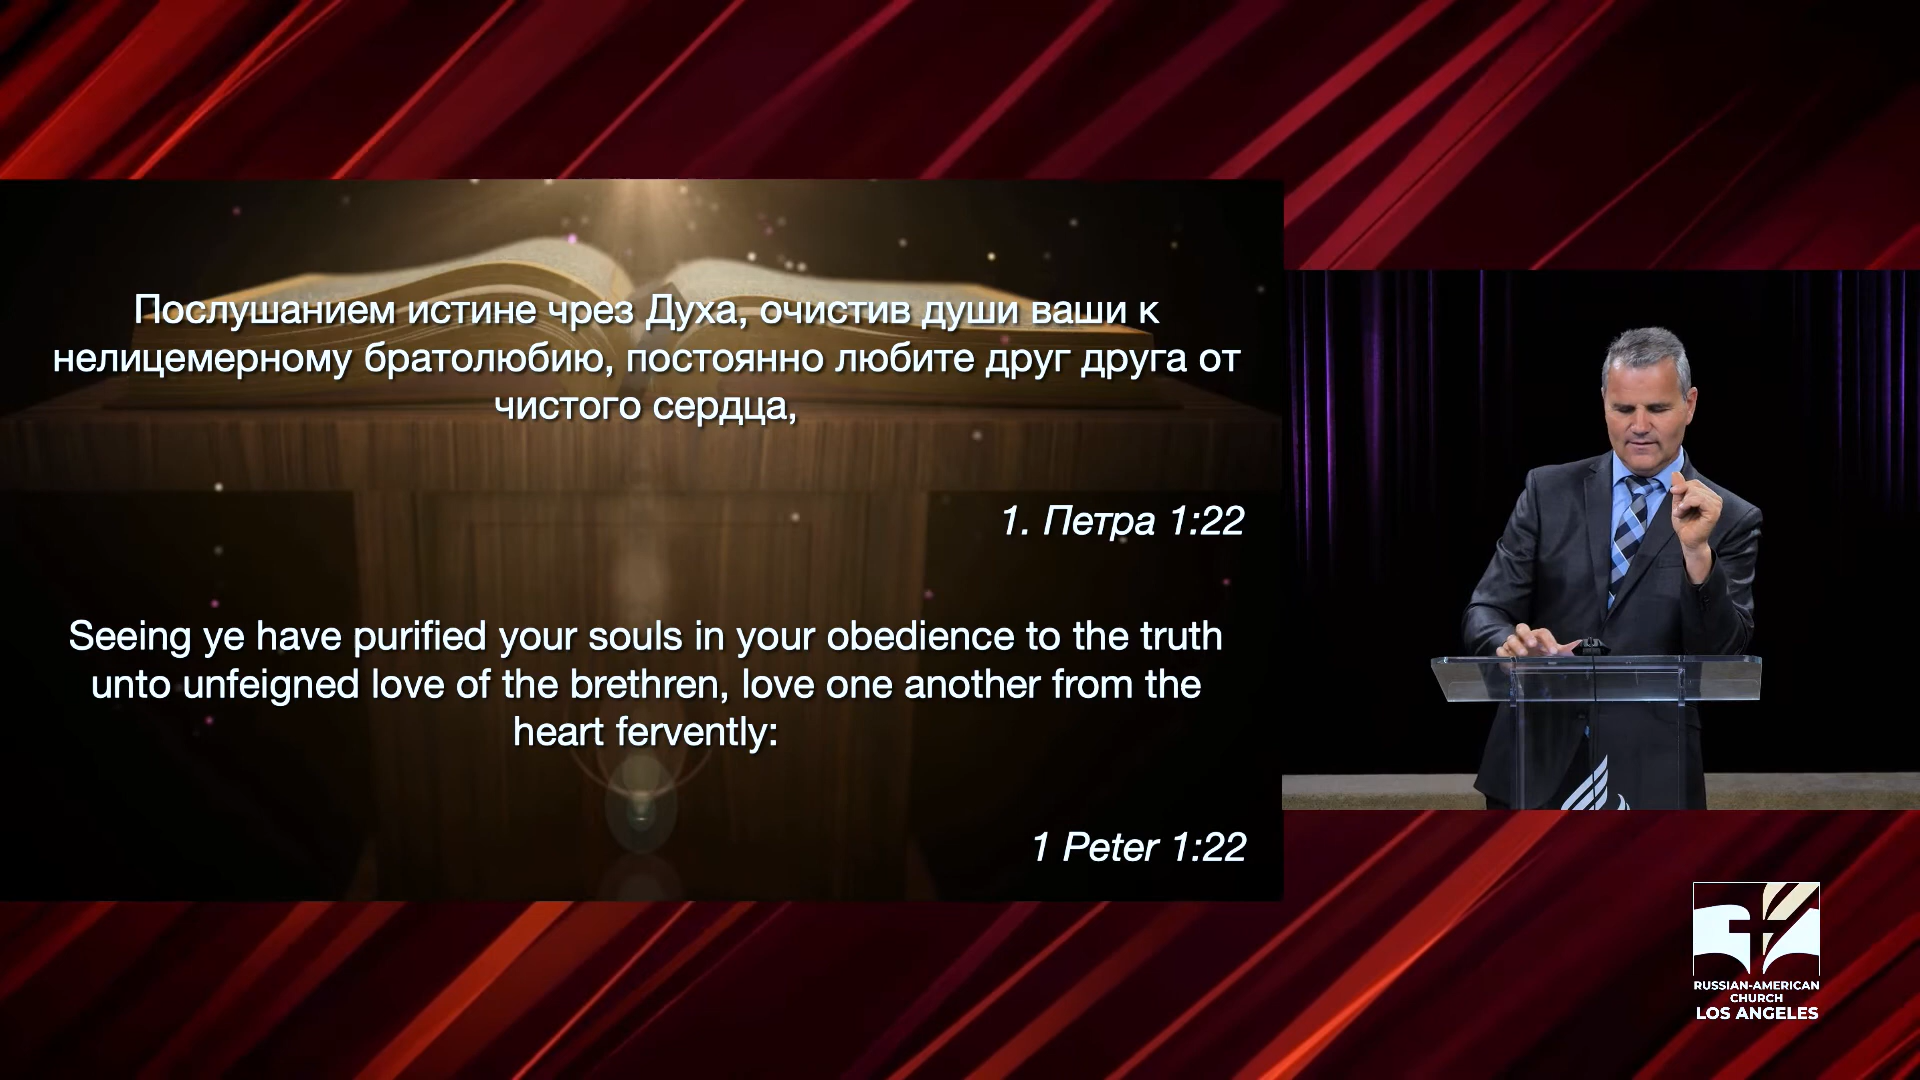 Послушанием истине чрез Духа, очистив души ваши к
нелицемерному братолюбию, постоянно любите друг друга от
чистого сердца,
1. Петра 1:22
Seeing ye have purified your souls in your obedience to the truth
unto unfeigned love of the brethren, love one another from the
heart fervently:
1 Peter 1:22
RUSSIAN-AMERICAN
CHURCH
LOS ANGELES